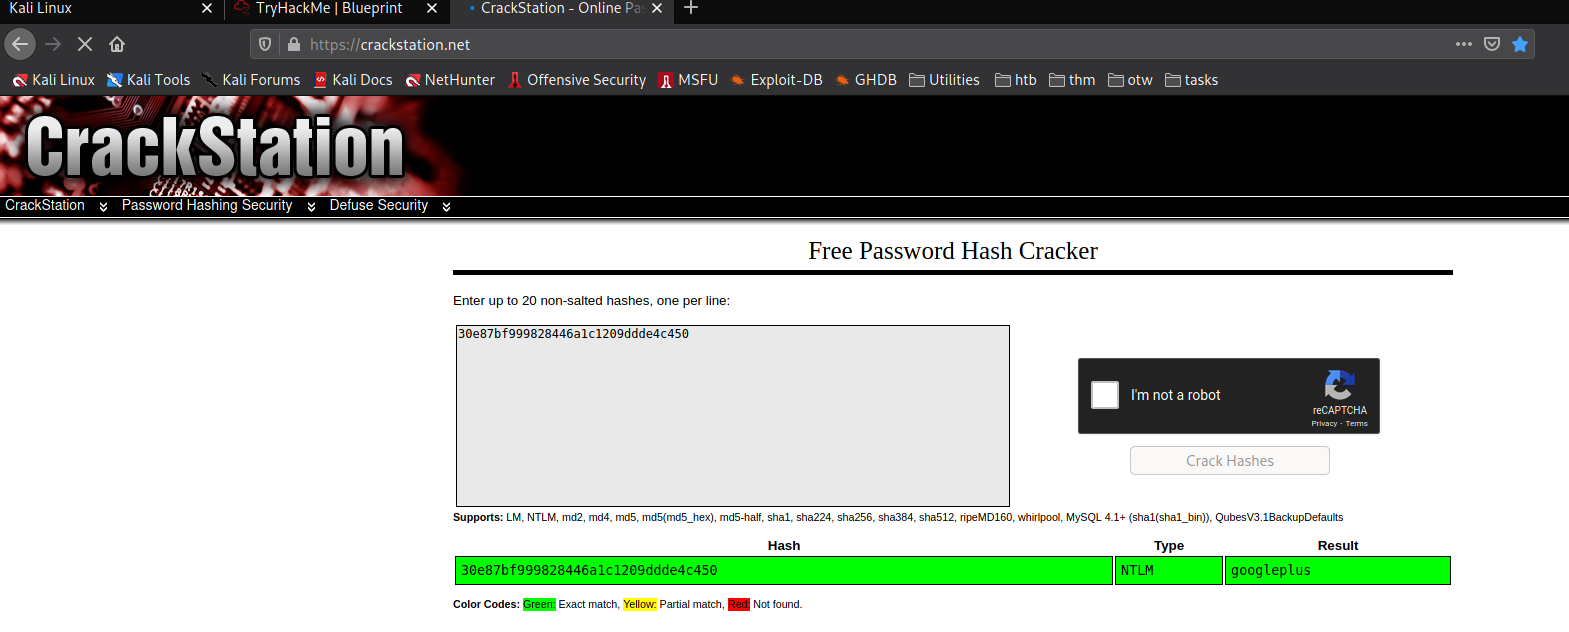 Kali Linux
TryHackMe | Blueprint
CrackStation - Online Pas
https://crackstation.net
Kali Linux Kali Tools Kali Forums Kali Docs NetHunter Offensive Security MSFU Exploit-DB GHDB Utilities htb thm otw tasks
CrackStation
CrackStation Password Hashing Security Defuse Security
Free Password Hash Cracker
Enter up to 20 non-salted hashes, one per line:
30e87bf999828446a1c1209ddde4c450
I'm not a robot
reCAPTCHA
Privacy - Terms
Crack Hashes
Supports: LM, NTLM, md2, md4, md5, md5(md5_hex), md5-half, sha1, sha224, sha256, sha384, sha512, ripeMD160, whirlpool, MySQL 4.1+ (sha1(sha1_bin)), QubesV3.1BackupDefaults
Hash Type Result
30e87bf999828446a1c1209ddde4c450 NTLM googleplus
Color Codes: Green: Exact match, Yellow: Partial match, Red: Not found.